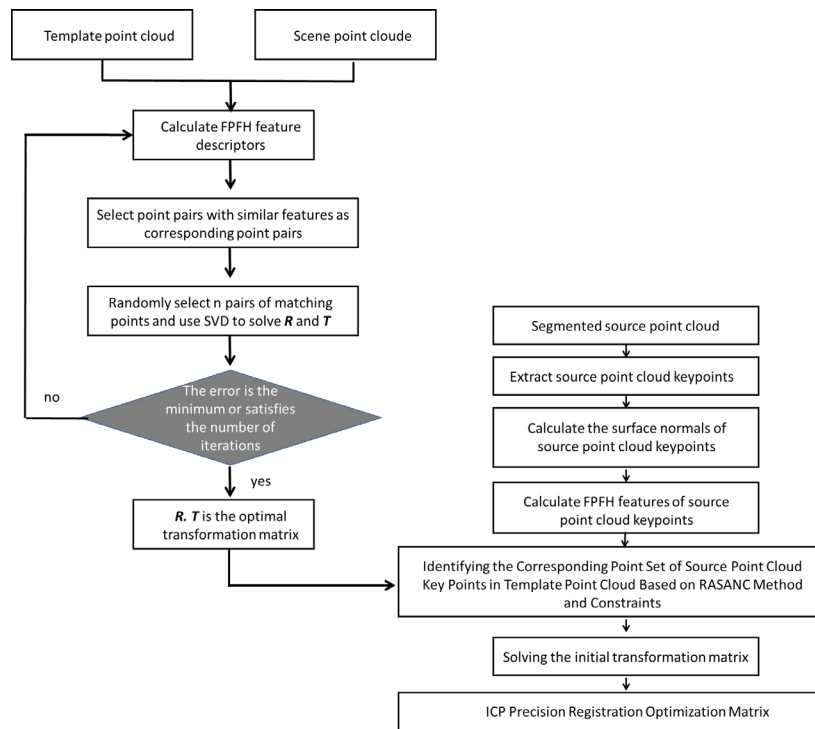 Template point cloud
Scene point cloude
Calculate FPFH feature
descriptors
Select point pairs with similar features as
corresponding point pairs
Randomly select n pairs of matching
points and use SVD to solve R and T
no
The error is the
minimum or satisfies
the number of
iterations
yes
R. T is the optimal
transformation matrix
Segmented source point cloud
Extract source point cloud keypoints
Calculate the surface normals of
source point cloud keypoints
Calculate FPFH features of source
point cloud keypoints
Identifying the Corresponding Point Set of Source Point Cloud
Key Points in Template Point Cloud Based on RASANC Method
and Constraints
Solving the initial transformation matrix
ICP Precision Registration Optimization Matrix